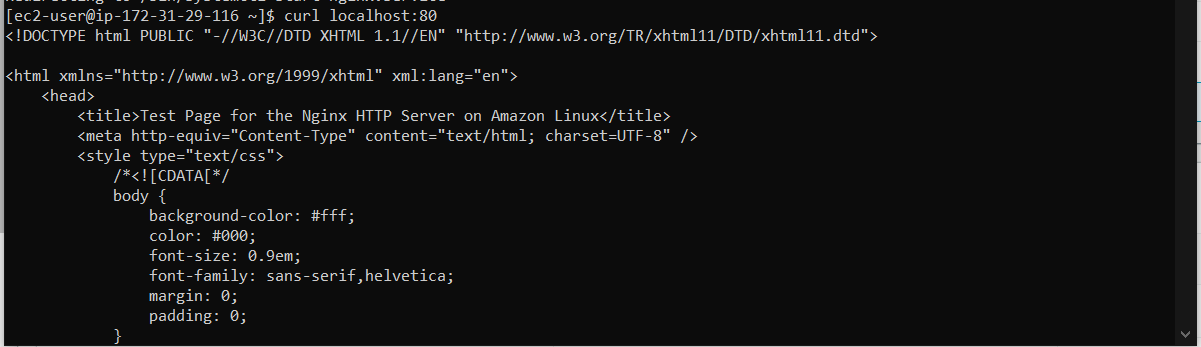 [ec2-user@ip-172-31-29-116 ~]$ curl localhost:80
<!DOCTYPE html PUBLIC "-//W3C//DTD XHTML 1.1//EN" "http://www.w3.org/TR/xhtml11/DTD/xhtml11.dtd">
<html xmlns="http://www.w3.org/1999/xhtml" xml:lang="en">
<head>
<title>Test Page for the Nginx HTTP Server on Amazon Linux</title>
<meta http-equiv="Content-Type" content="text/html; charset=UTF-8" />
<style type="text/css">
/*<![CDATA[*/
body {
background-color: #fff;
color: #000;
font-size: 0.9em;
font-family: sans-serif,helvetica;
margin: 0;
padding: 0;
}